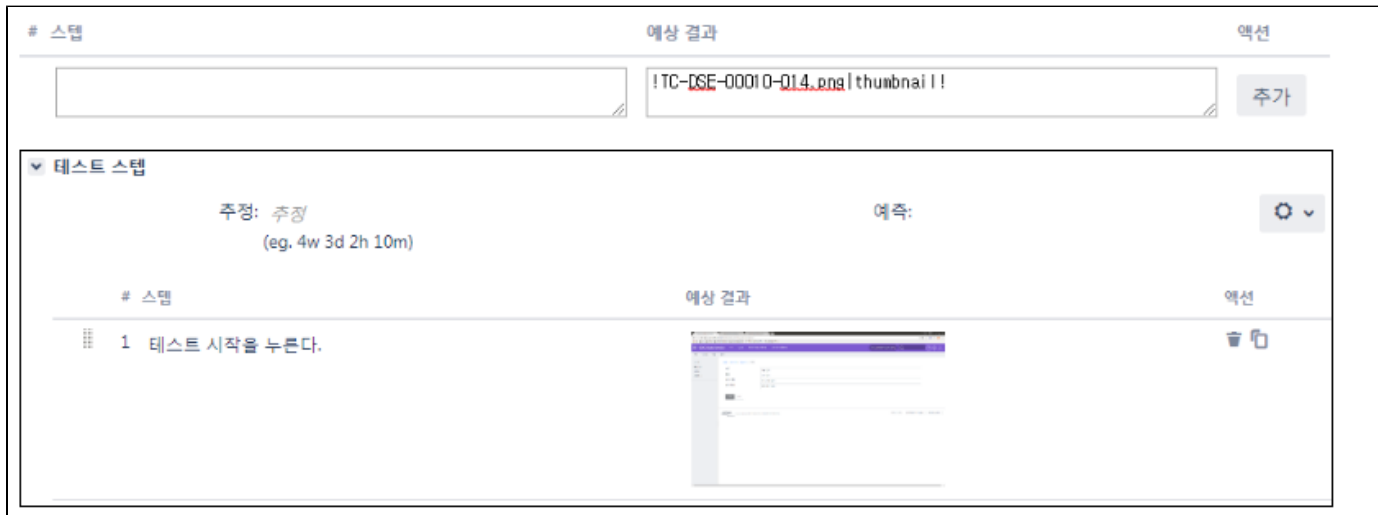 # 스텝 예상 결과 액션
!TC-DSE-00010-014.png|thumbnail!
추가
테스트 스텝
추정: 추정 예측:
(eg. 4w 3d 2h 10m)
# 스텝 예상 결과 액션
1 테스트 시작을 누른다.